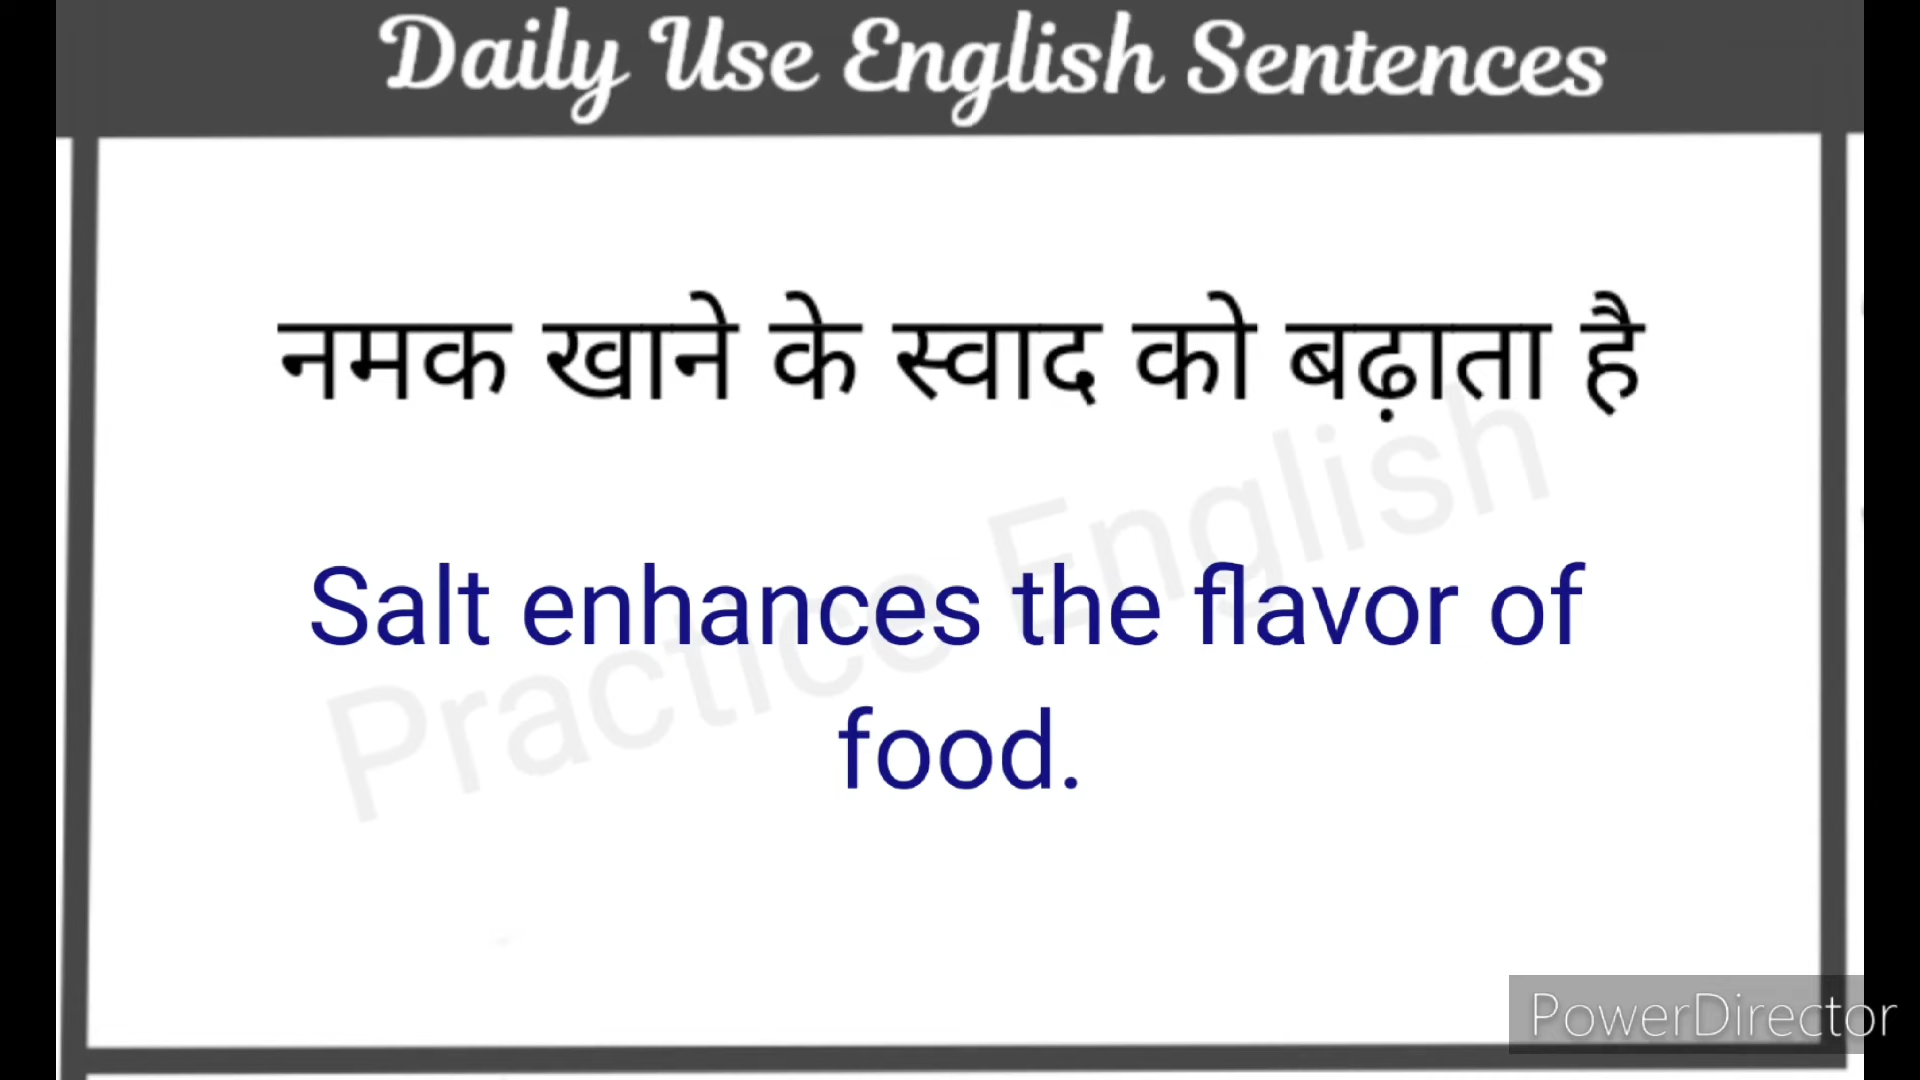 Daily Use English Sentences
नमक खाने के स्वाद को बढ़ाता है
Salt enhances the flavor of
food.
Practice English
PowerDirector